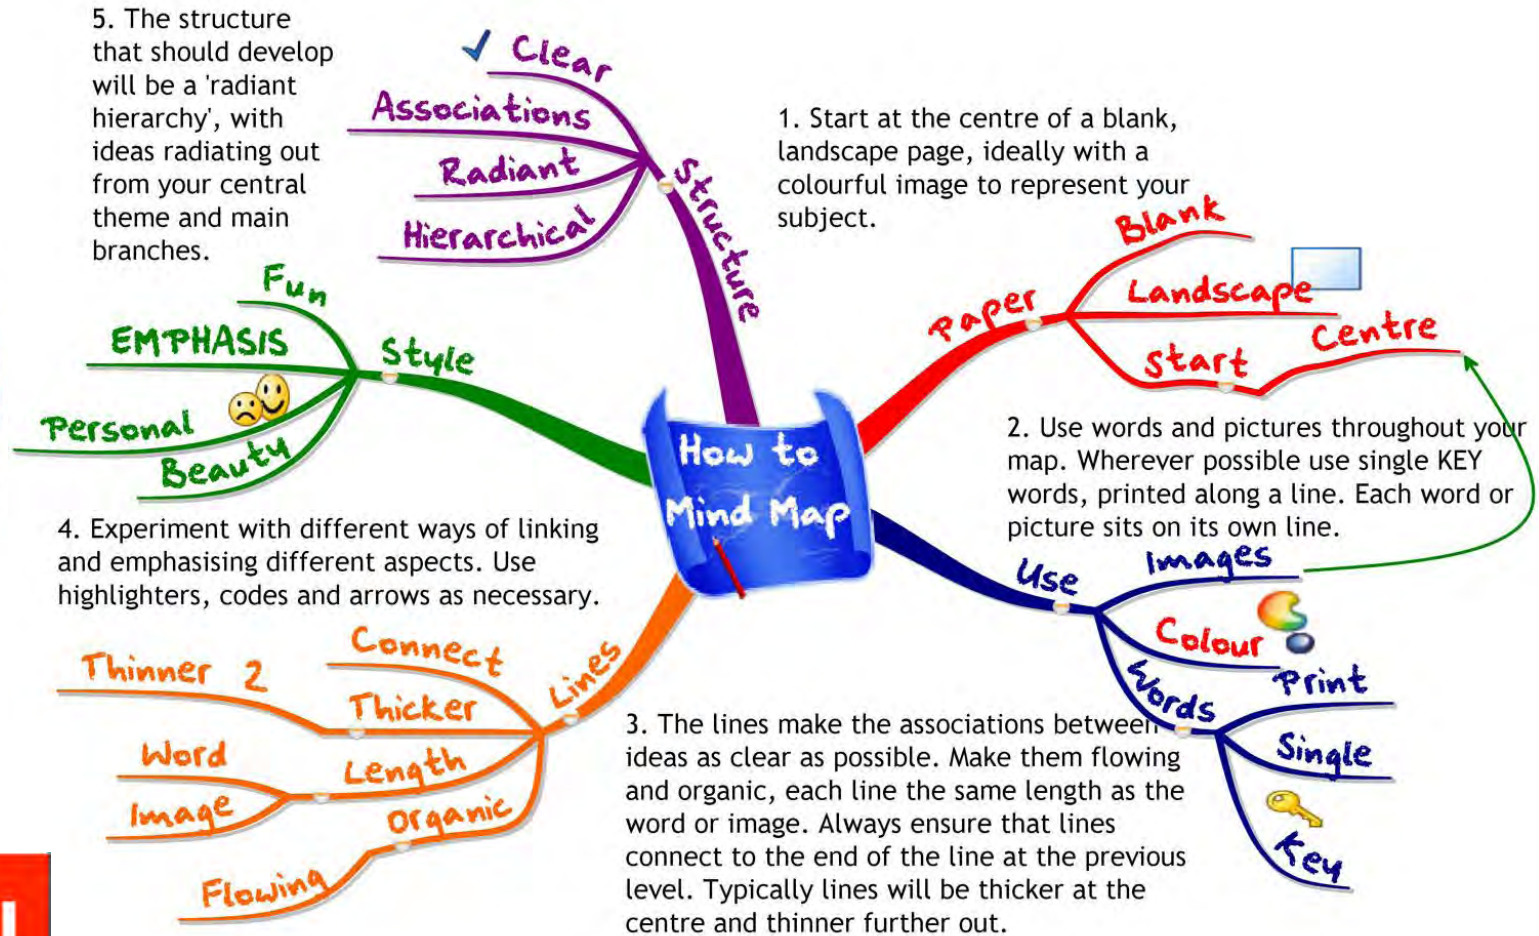 5. The structure
that should develop
will be a 'radiant
hierarchy', with
ideas radiating out
from your central
theme and main
branches.
Clear
Associations
Radiant
Hierarchical
Structure
1. Start at the centre of a blank,
landscape page, ideally with a
colourful image to represent your
subject.
Blank
Landscape
Paper
Start
Centre
Fun
EMPHASIS
Style
Personal
Beauty
How to
Mind Map
2. Use words and pictures throughout your
map. Wherever possible use single KEY
words, printed along a line. Each word or
picture sits on its own line.
4. Experiment with different ways of linking
and emphasising different aspects. Use
highlighters, codes and arrows as necessary.
Use
Images
Colour
Words
Print
Single
Key
Lines
Connect
Thinner 2
Thicker
Word
Length
Image
Organic
Flowing
3. The lines make the associations between
ideas as clear as possible. Make them flowing
and organic, each line the same length as the
word or image. Always ensure that lines
connect to the end of the line at the previous
level. Typically lines will be thicker at the
centre and thinner further out.